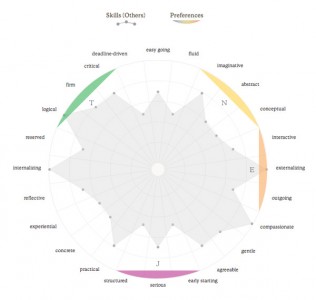 Skills (Others)
Preferences
easy going
deadline-driven
fluid
critical
imaginative
firm
abstract
T
N
logical
conceptual
reserved
interactive
internalising
E
externalising
reflective
outgoing
experiential
compassionate
concrete
gentle
J
practical
agreeable
structured
early starting
serious